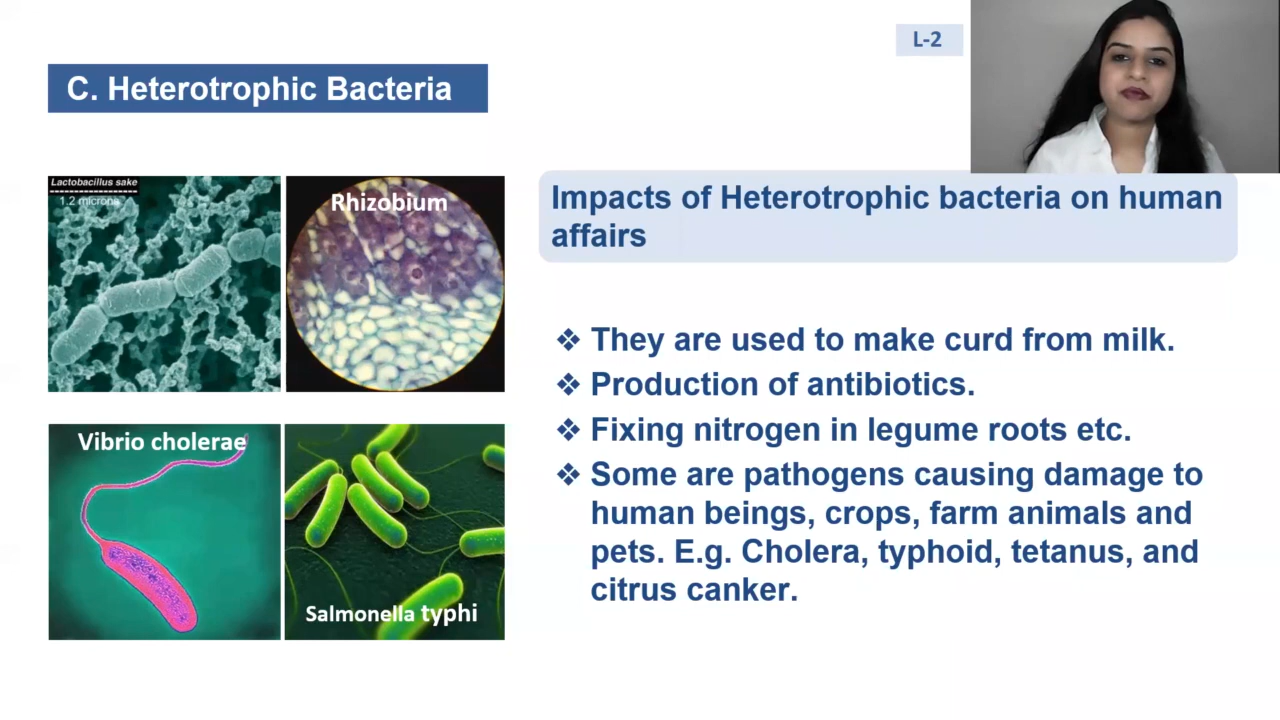 L-2
C. Heterotrophic Bacteria
Lactobacillus sake
1.2 microns
Rhizobium
Impacts of Heterotrophic bacteria on human
affairs
❖ They are used to make curd from milk.
❖ Production of antibiotics.
❖ Fixing nitrogen in legume roots etc.
❖ Some are pathogens causing damage to
human beings, crops, farm animals and
pets. E.g. Cholera, typhoid, tetanus, and
citrus canker.
Vibrio cholerae
Salmonella typhi